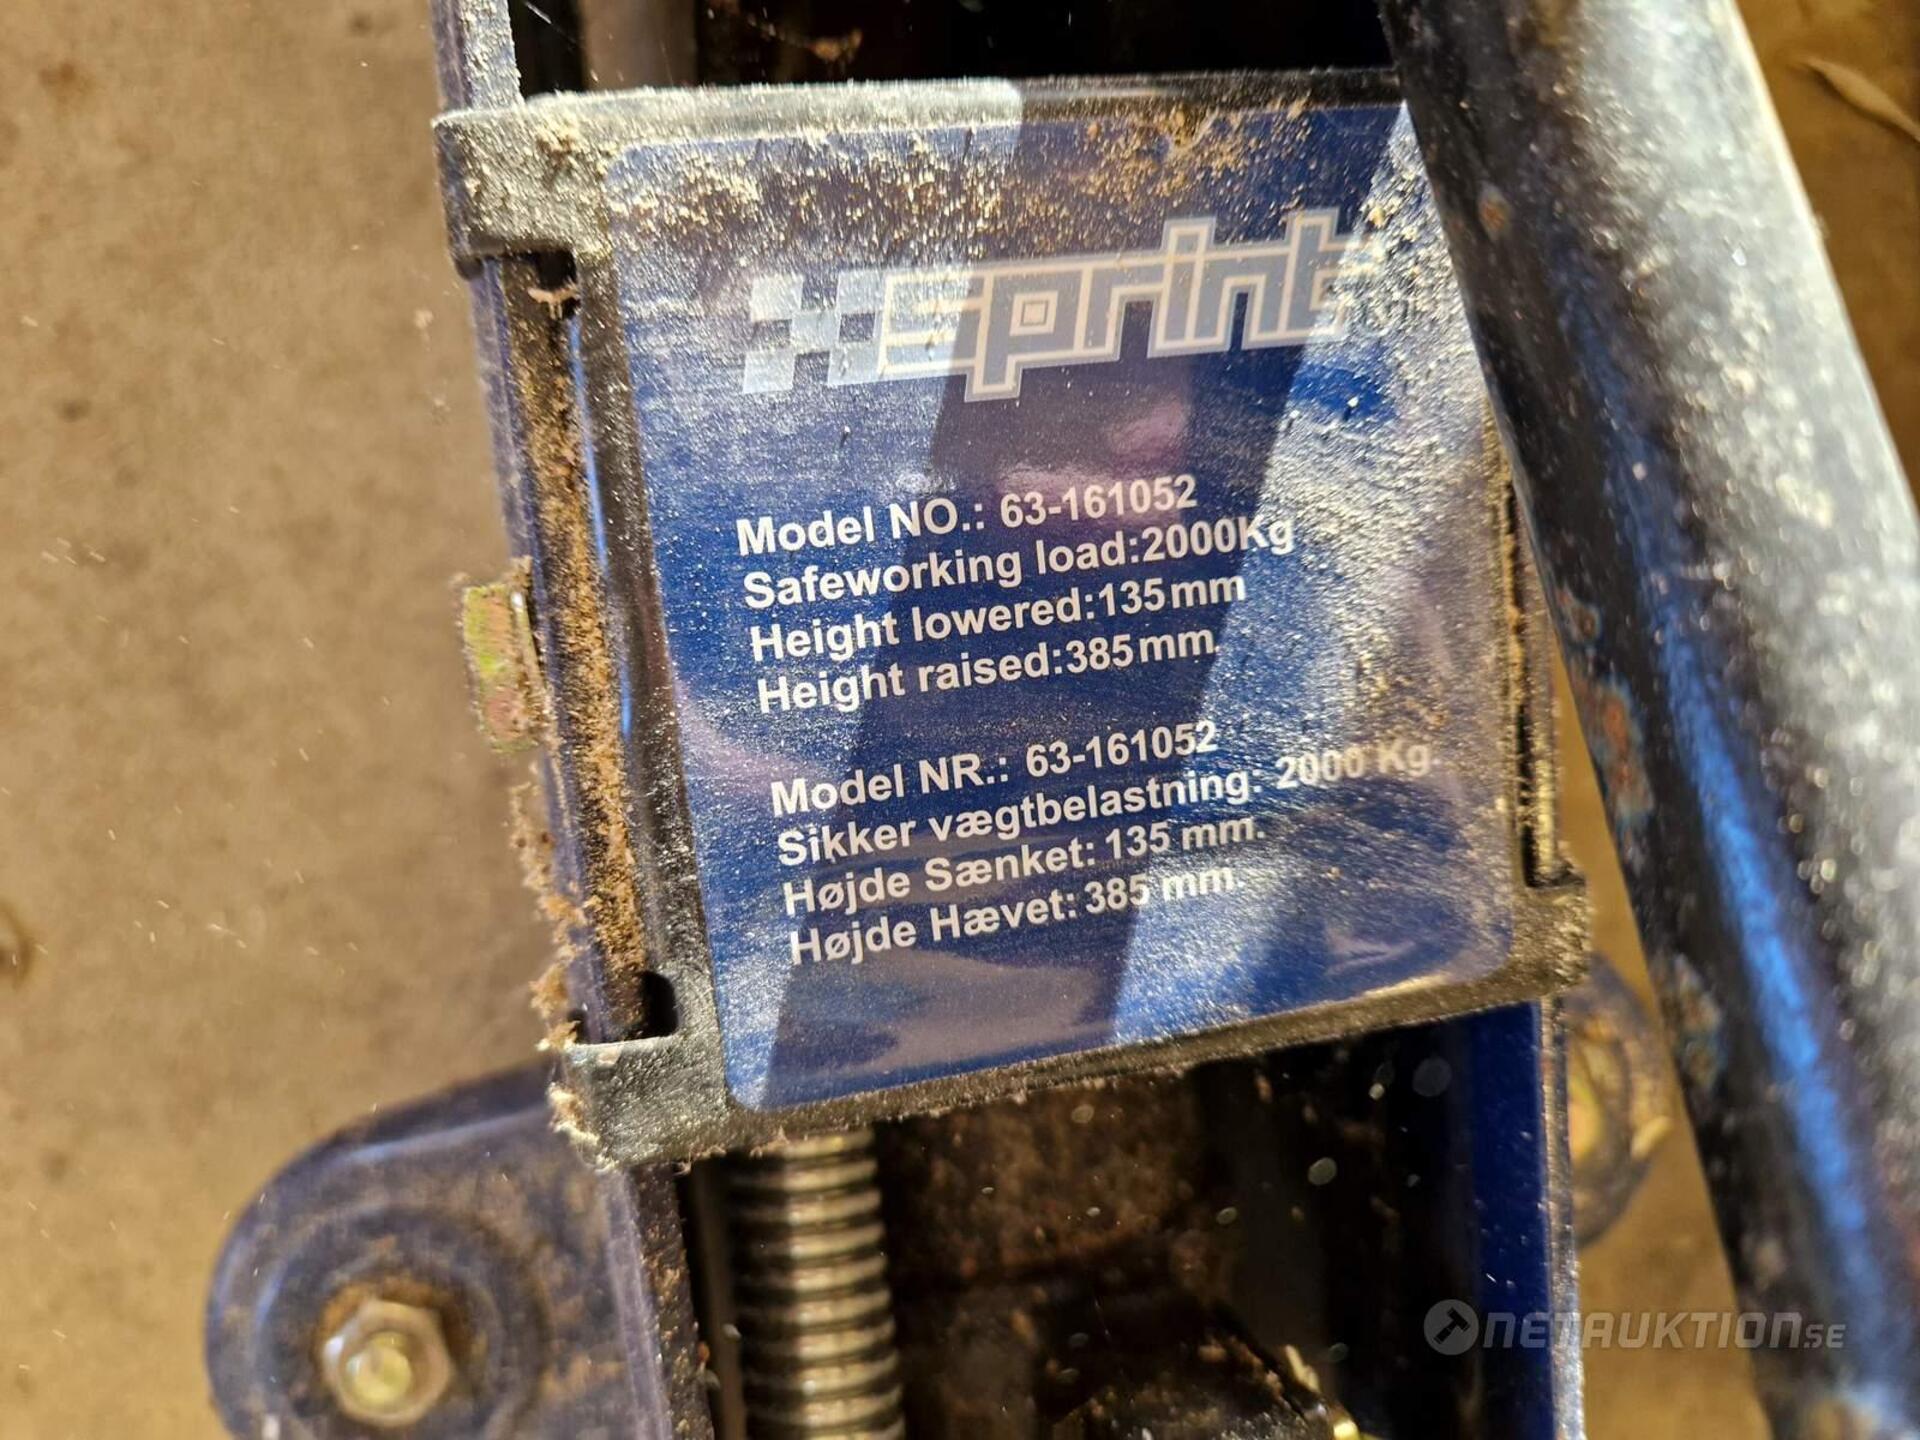 sprint
Model NO.: 63-161052
Safeworking load:2000Kg
Height lowered:135mm
Height raised:385mm.
Model NR.: 63-161052
Sikker vægtbelastning: 2000 Kg.
Højde Sænket: 135 mm.
Højde Hævet: 385 mm.
NETAUKTION.SE